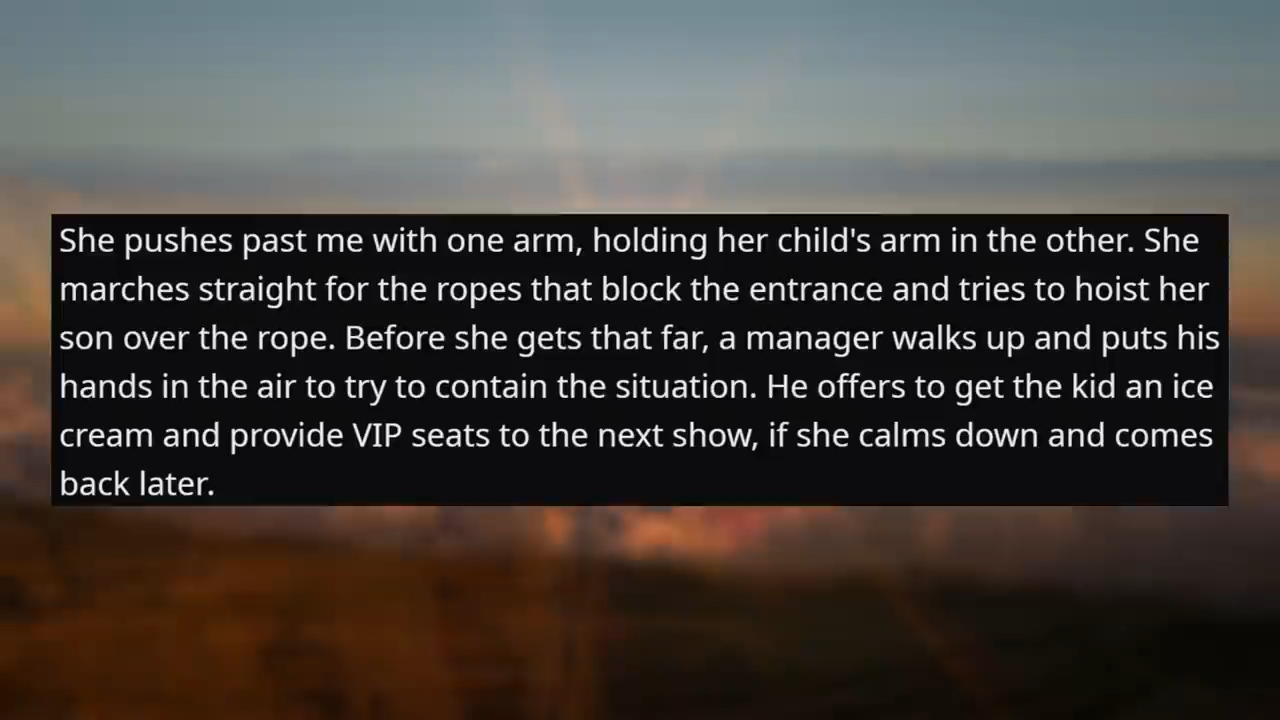 She pushes past me with one arm, holding her child's arm in the other. She
marches straight for the ropes that block the entrance and tries to hoist her
son over the rope. Before she gets that far, a manager walks up and puts his
hands in the air to try to contain the situation. He offers to get the kid an ice
cream and provide VIP seats to the next show, if she calms down and comes
back later.